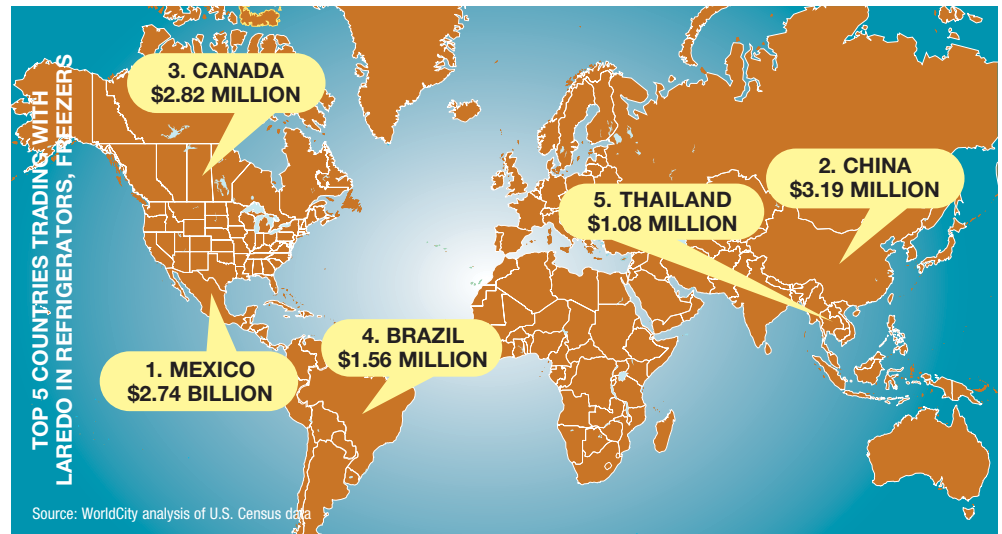 TOP 5 COUNTRIES TRADING WITH
LAREDO IN REFRIGERATORS, FREEZERS
3. CANADA
$2.82 MILLION
2. CHINA
$3.19 MILLION
5. THAILAND
$1.08 MILLION
4. BRAZIL
$1.56 MILLION
1. MEXICO
$2.74 BILLION
Source: WorldCity analysis of U.S. Census data